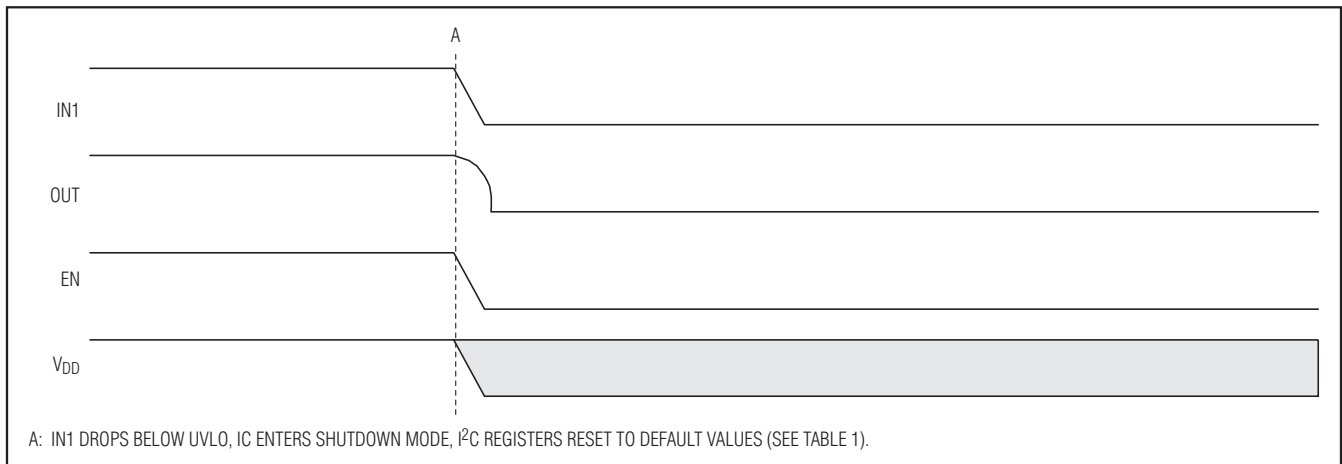 A
IN1
OUT
EN
VDD
A: IN1 DROPS BELOW UVLO, IC ENTERS SHUTDOWN MODE, I2C REGISTERS RESET TO DEFAULT VALUES (SEE TABLE 1).